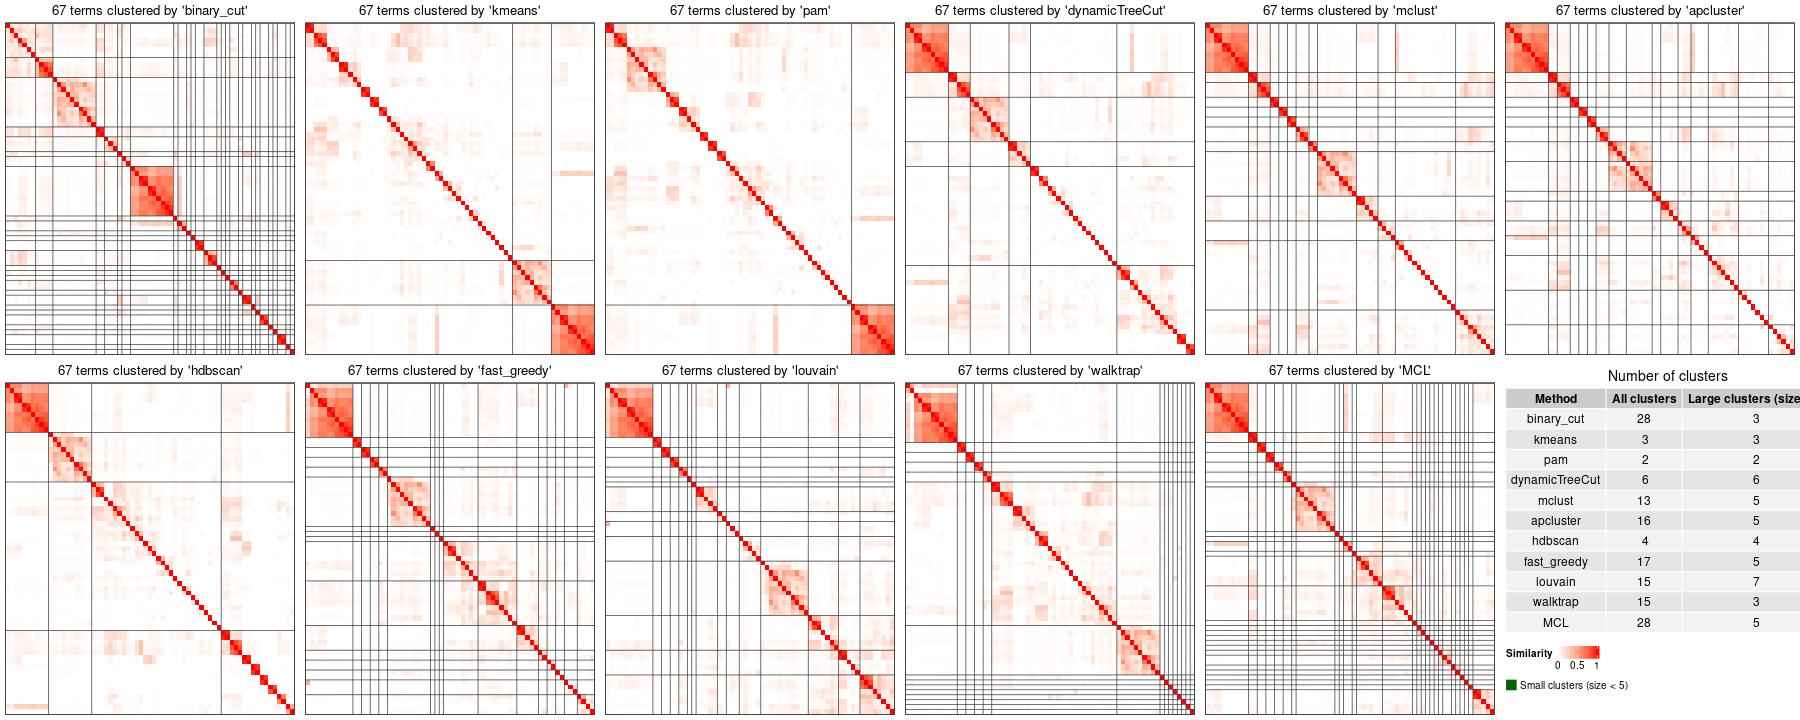 67 terms clustered by 'binary_cut'
67 terms clustered by 'kmeans'
67 terms clustered by 'pam'
67 terms clustered by 'dynamicTreeCut'
67 terms clustered by 'mclust'
67 terms clustered by 'apcluster'
67 terms clustered by 'hdbscan'
67 terms clustered by 'fast_greedy'
67 terms clustered by 'louvain'
67 terms clustered by 'walktrap'
67 terms clustered by 'MCL'
Number of clusters
Method All clusters Large clusters (size
binary_cut 28 3
kmeans 3 3
pam 2 2
dynamicTreeCut 6 6
mclust 13 5
apcluster 16 5
hdbscan 4 4
fast_greedy 17 5
louvain 15 7
walktrap 15 3
MCL 28 5
Similarity
0 0.5 1
Small clusters (size < 5)